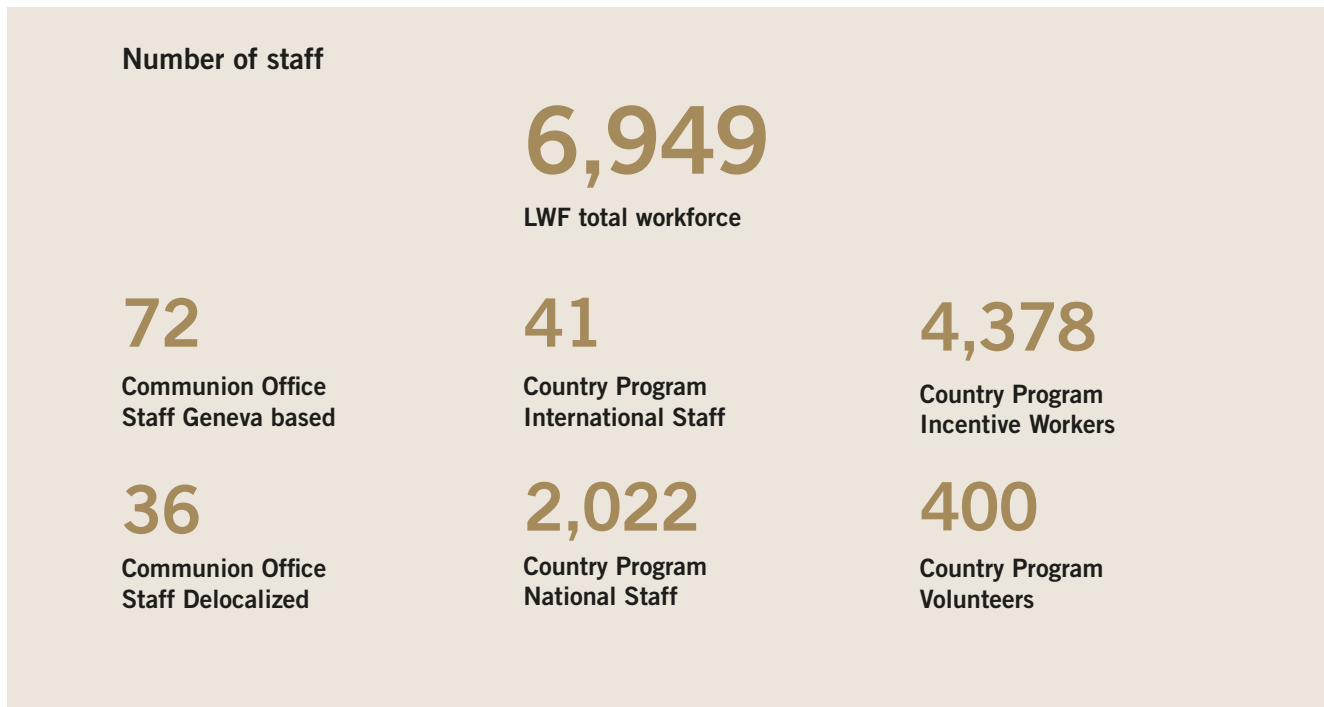 Number of staff
6,949
LWF total workforce
72
Communion Office
Staff Geneva based
41
Country Program
International Staff
4,378
Country Program
Incentive Workers
36
Communion Office
Staff Delocalized
2,022
Country Program
National Staff
400
Country Program
Volunteers